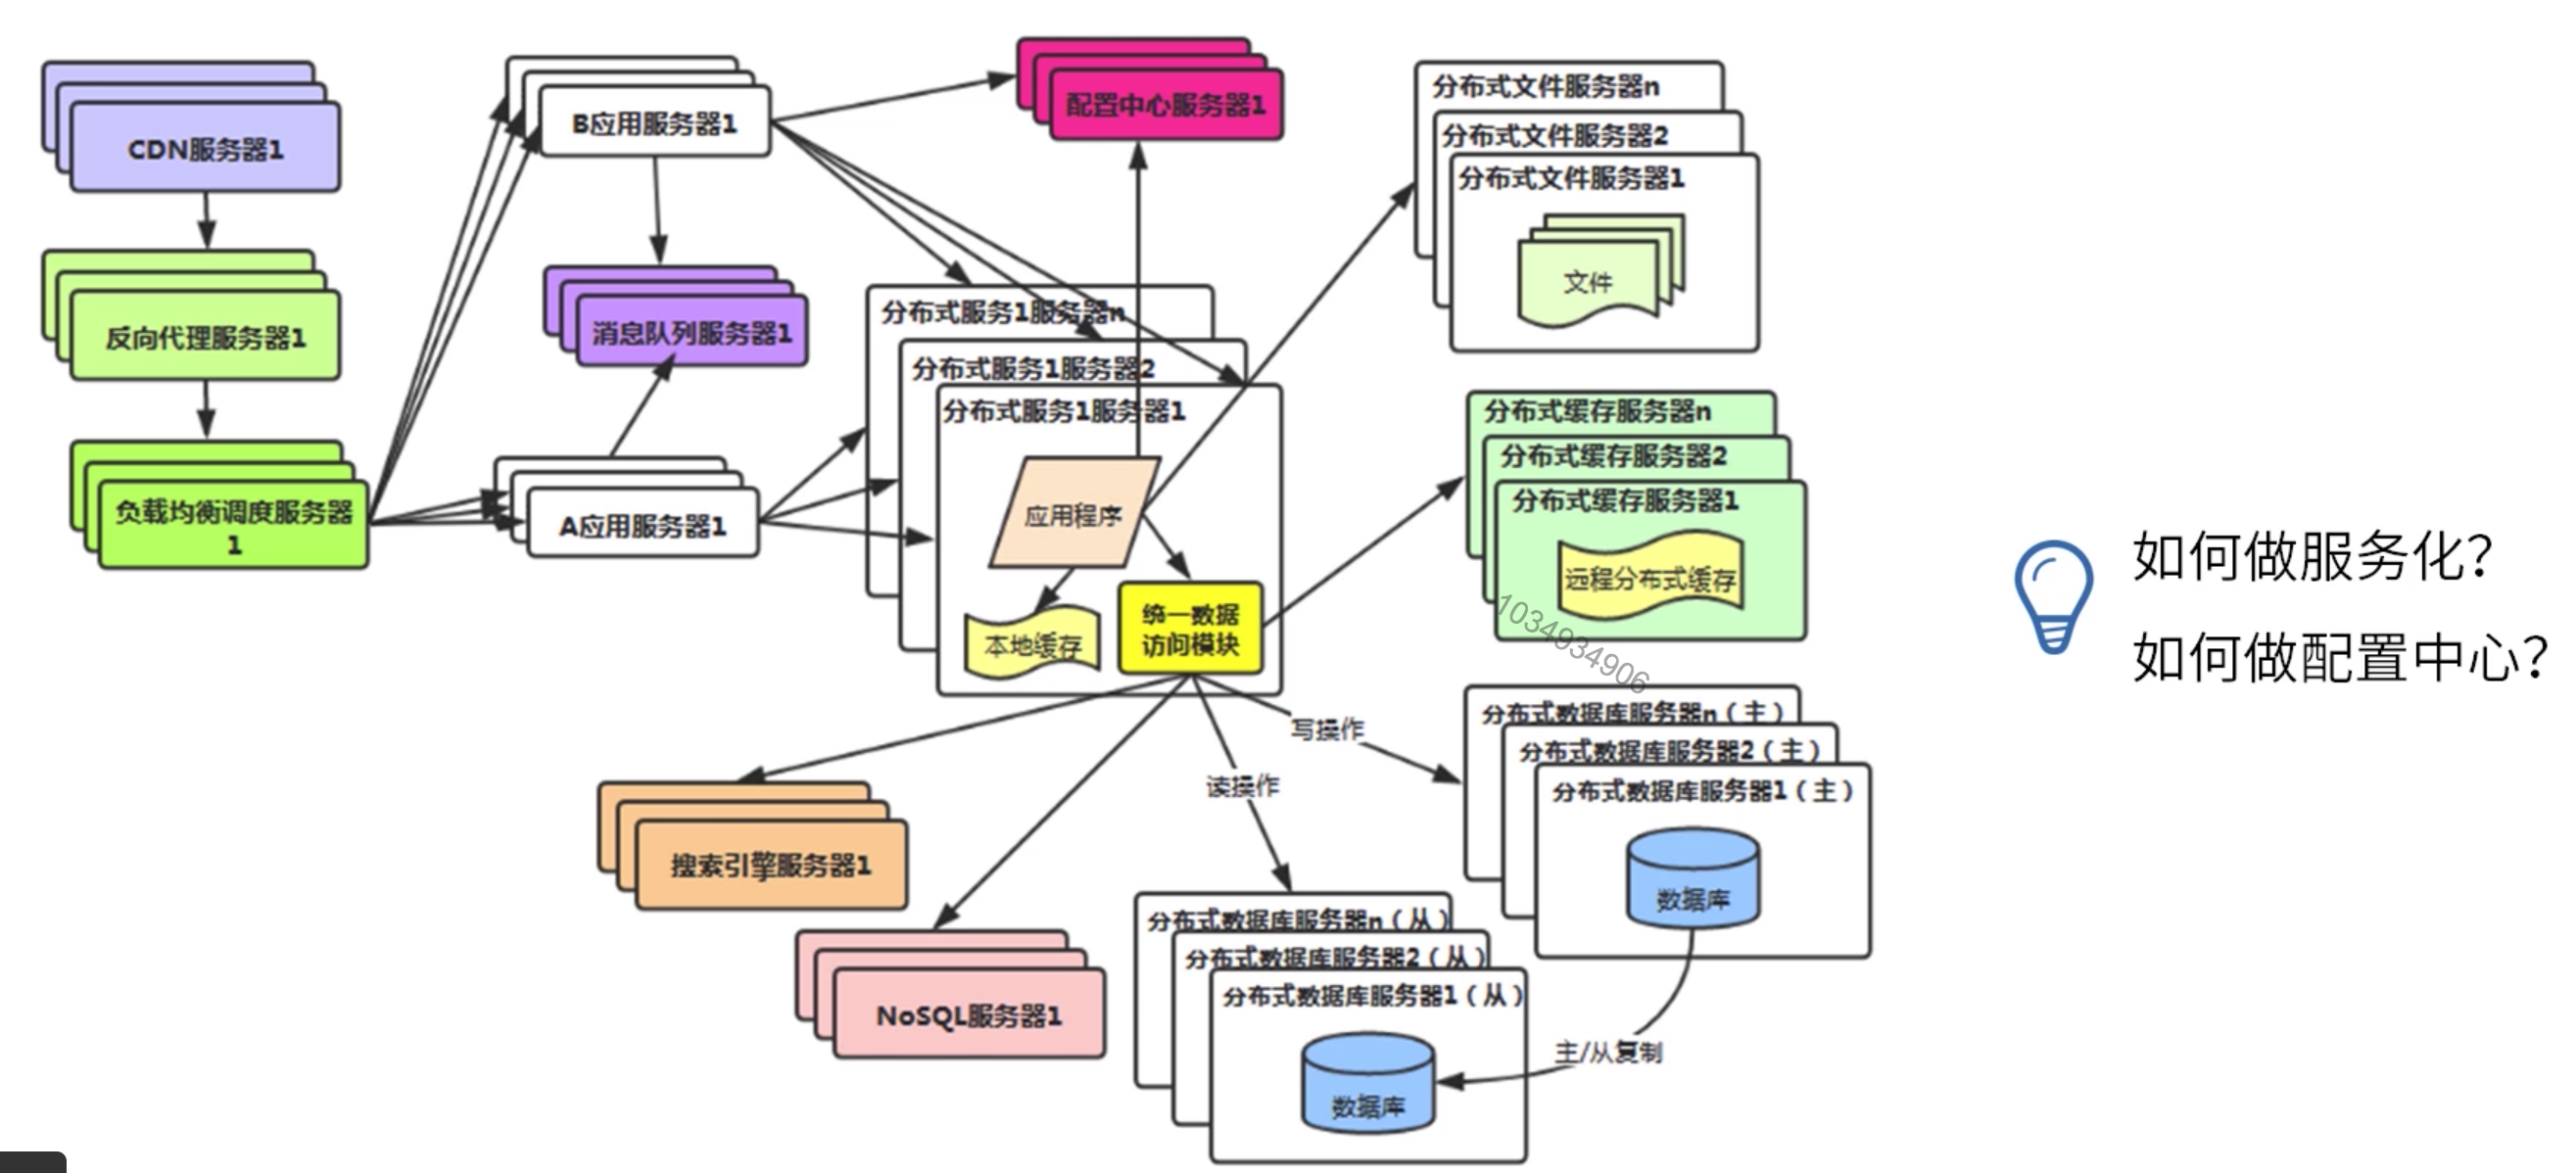 CDN服务器1
反向代理服务器1
负载均衡调度服务器
1
B应用服务器1
消息队列服务器1
A应用服务器1
配置中心服务器1
分布式服务1服务器n
分布式服务1服务器2
分布式服务1服务器1
应用程序
本地缓存
统一数据
访问模块
分布式文件服务器n
分布式文件服务器2
分布式文件服务器1
文件
分布式缓存服务器n
分布式缓存服务器2
分布式缓存服务器1
远程分布式缓存
1034934906
写操作
读操作
分布式数据库服务器n（主）
分布式数据库服务器2（主）
分布式数据库服务器1（主）
数据库
主/从复制
搜索引擎服务器1
NoSQL服务器1
分布式数据库服务器n（从）
分布式数据库服务器2（从）
分布式数据库服务器1（从）
数据库
如何做服务化？
如何做配置中心？